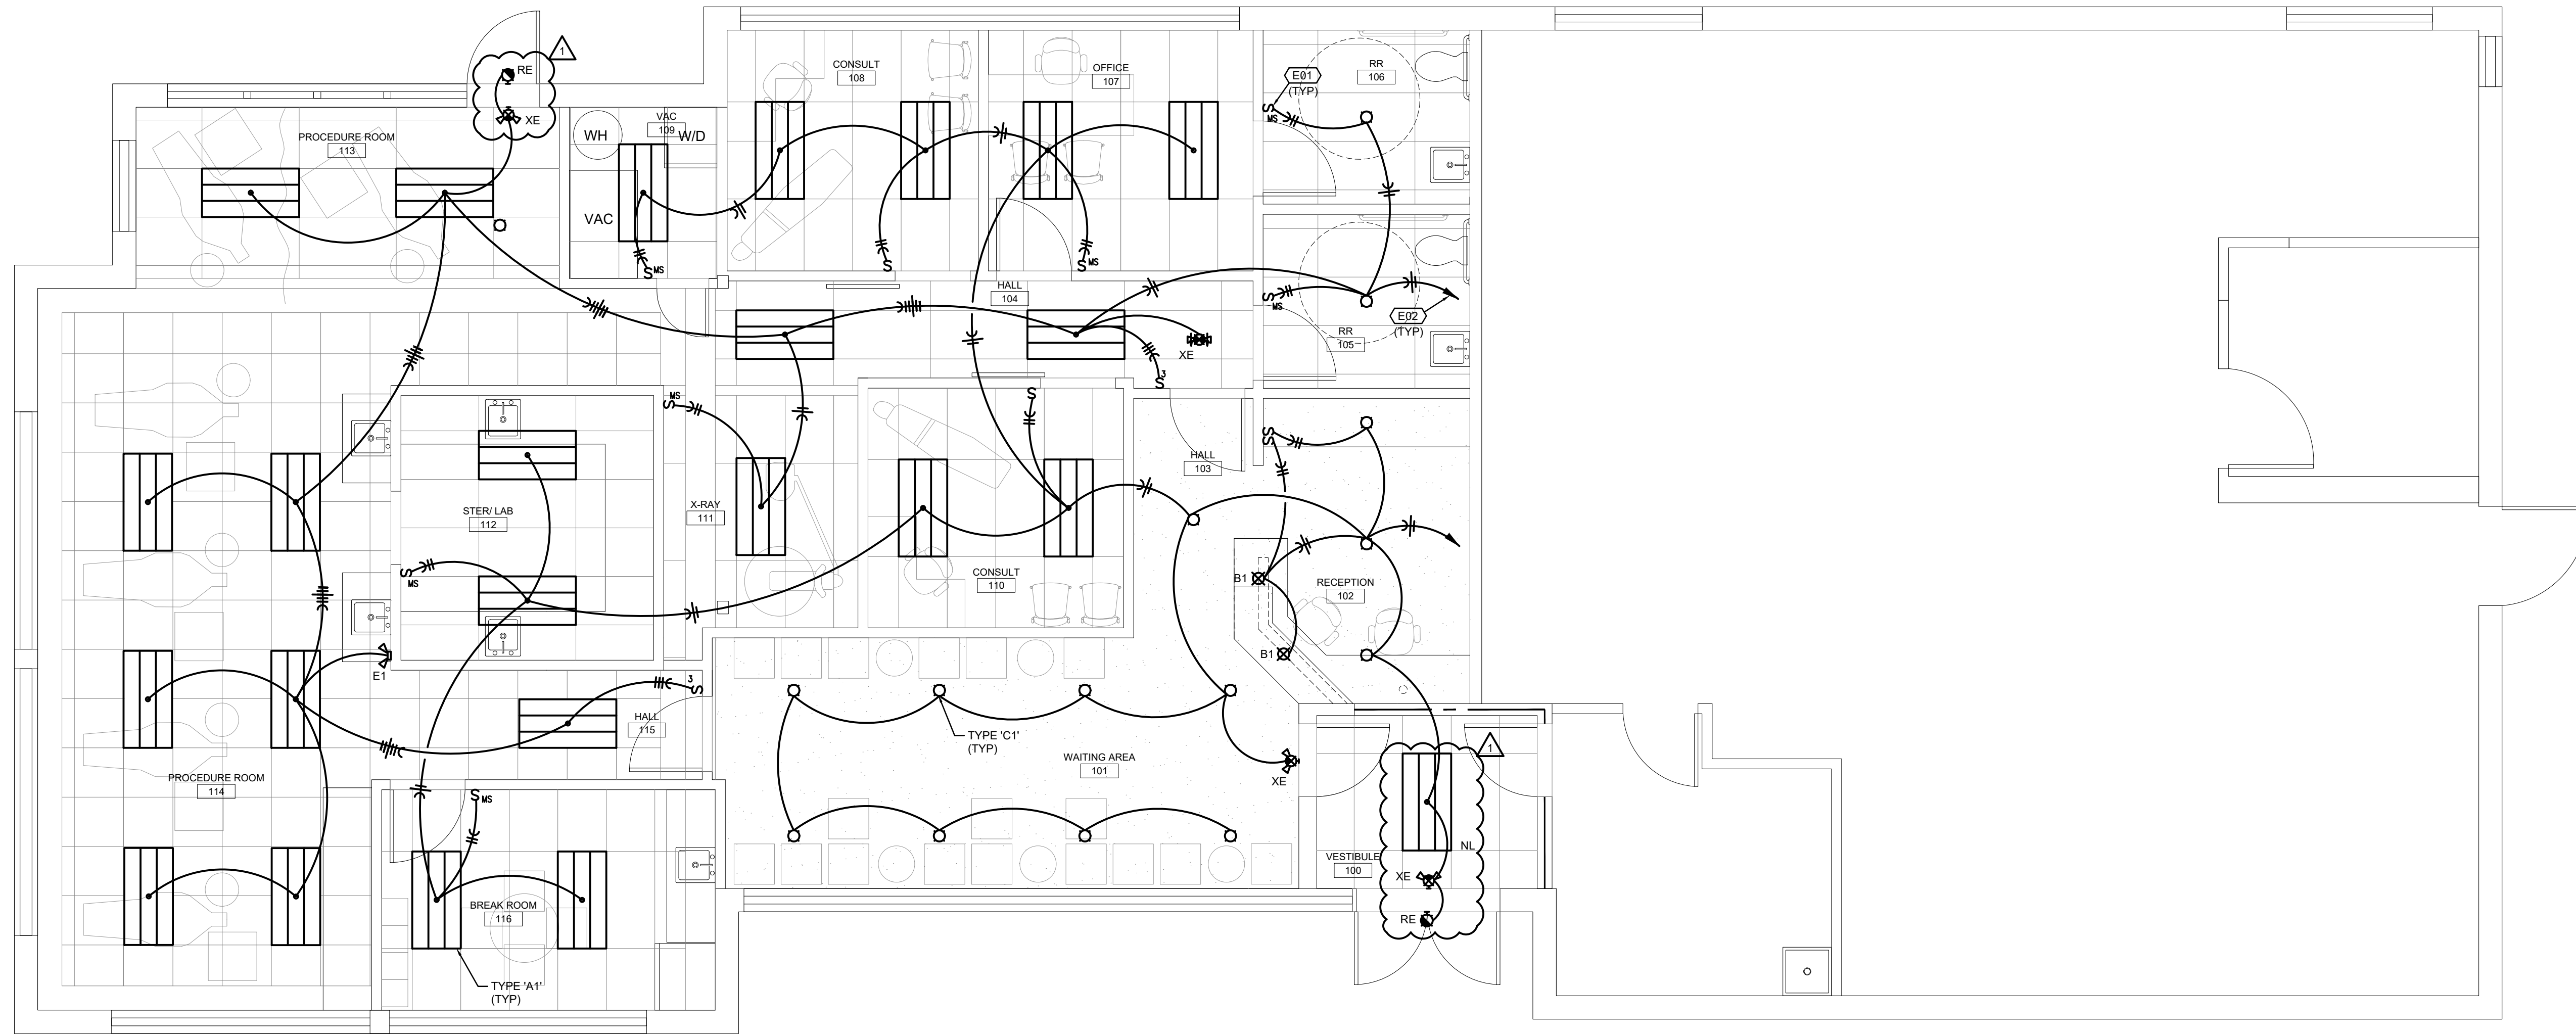 1
RE
XE
PROCEDURE ROOM
113
WH
VAC
109
W/D
VAC
S MS
CONSULT
108
S
OFFICE
107
S MS
E01
(TYP)
S
MS
RR
106
S
MS
E02
(TYP)
RR
105
HALL
104
XE
S 3
MS
S
X-RAY
111
STER/ LAB
112
S
MS
S
CONSULT
110
HALL
103
S
S
B1
B1
RECEPTION
102
E1
3
S
HALL
115
TYPE 'C1'
(TYP)
WAITING AREA
101
XE
1
NL
VESTIBULE
100
XE
RE
PROCEDURE ROOM
114
S MS
BREAK ROOM
116
TYPE 'A1'
(TYP)